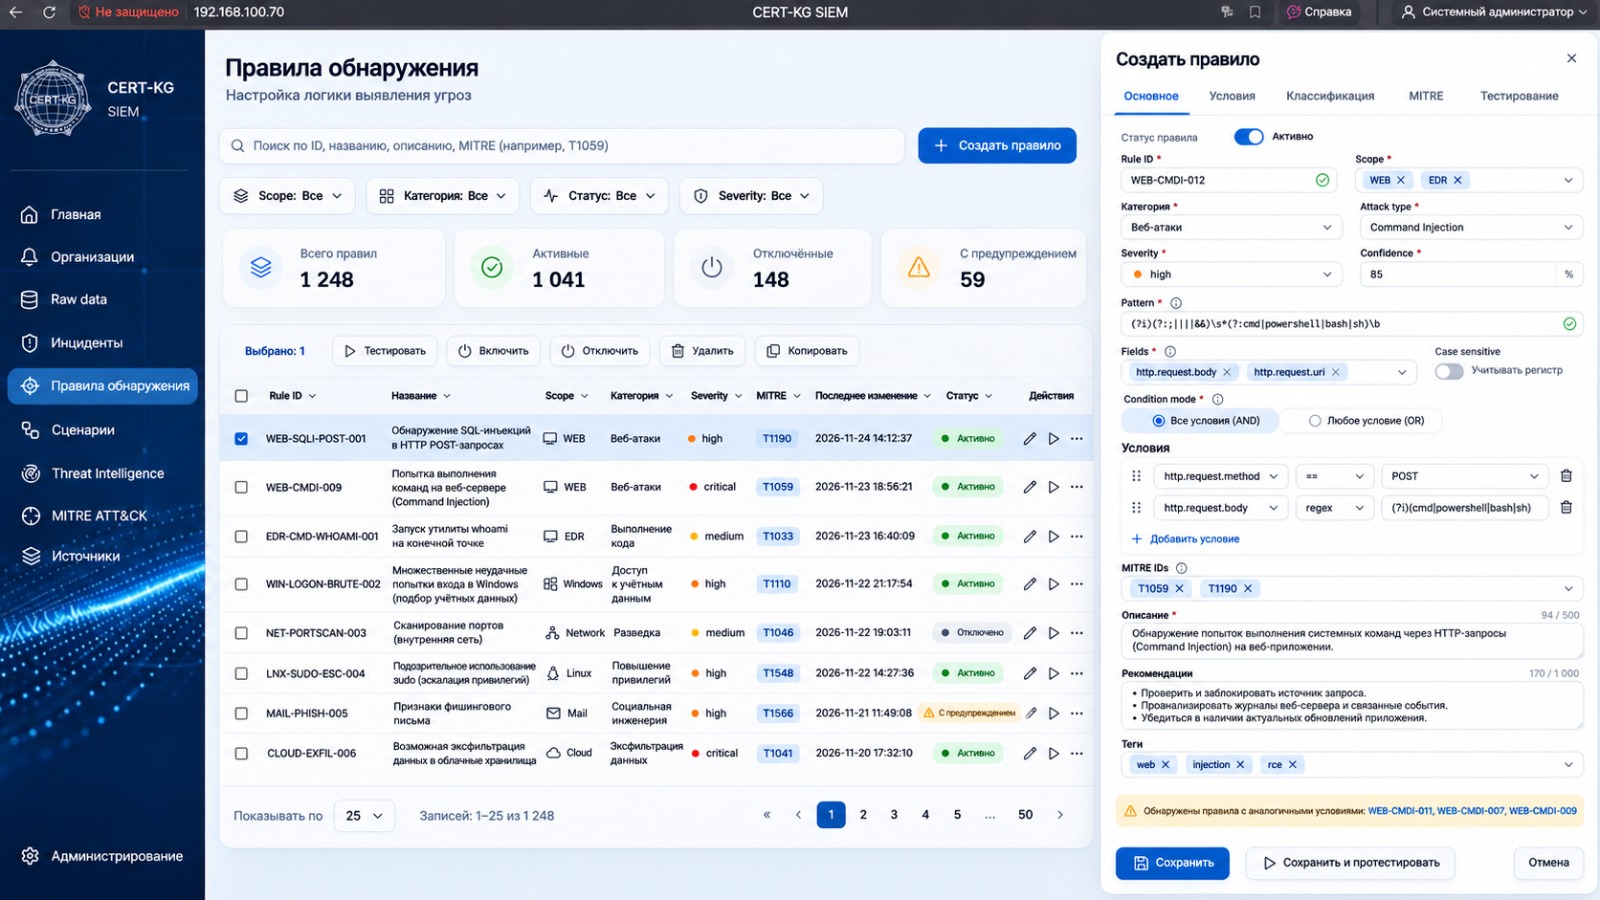 Не защищено
192.168.100.70
CERT-KG SIEM
Справка
Системный администратор
CERT-KG
CERT-KG
SIEM
Главная
Организации
Raw data
Инциденты
Правила обнаружения
Сценарии
Threat Intelligence
MITRE ATT&CK
Источники
Администрирование
Правила обнаружения
Настройка логики выявления угроз
Поиск по ID, названию, описанию, MITRE (например, T1059)
Создать правило
Scope: Все
Категория: Все
Статус: Все
Severity: Все
Всего правил
1 248
Активные
1 041
Отключённые
148
С предупреждением
59
Выбрано: 1
Тестировать
Включить
Отключить
Удалить
Копировать
Rule ID Название Scope Категория Severity MITRE Последнее изменение Статус Действия
WEB-SQLI-POST-001 Обнаружение SQL-инъекций WEB Веб-атаки high T1190 2026-11-24 14:12:37 Активно
в HTTP POST-запросах
Попытка выполнения
WEB-CMDI-009 команд на веб-сервере WEB Веб-атаки critical T1059 2026-11-23 18:56:21 Активно
(Command Injection)
Запуск утилиты whoami Выполнение
EDR-CMD-WHOAMI-001 на конечной точке EDR кода medium T1033 2026-11-23 16:40:09 Активно
Множественные неудачные Доступ
WIN-LOGON-BRUTE-002 попытки входа в Windows Windows к учётным high T1110 2026-11-22 21:17:54 Активно
(подбор учётных данных) данным
Сканирование портов
NET-PORTSCAN-003 (внутренняя сеть) Network Разведка medium T1046 2026-11-22 19:03:11 Отключено
Подозрительное использование Повышение
LNX-SUDO-ESC-004 sudo (эскалация привилегий) Linux привилегий high T1548 2026-11-22 14:27:36 Активно
Признаки фишингового Социальная
MAIL-PHISH-005 письма Mail инженерия high T1566 2026-11-21 11:49:08 С предупреждением
Возможная эксфильтрация Эксфильтрация
CLOUD-EXFIL-006 данных в облачные хранилища Cloud данных critical T1041 2026-11-20 17:32:10 Активно
Показывать по 25 Записей: 1–25 из 1 248
« ‹ 1 2 3 4 5 ... 50 ›
Создать правило
Основное Условия Классификация MITRE Тестирование
Статус правила Активно
Rule ID * Scope *
WEB-CMDI-012 WEB × EDR ×
Категория * Attack type *
Веб-атаки Command Injection
Severity * Confidence *
high 85 %
Pattern *
(?i)(?:;||||&&)\s*(?:cmd|powershell|bash|sh)\b
Fields * Case sensitive
http.request.body × http.request.uri × Учитывать регистр
Condition mode *
Все условия (AND) Любое условие (OR)
Условия
http.request.method == POST
http.request.body regex (?i)(cmd|powershell|bash|sh)
+ Добавить условие
MITRE IDs
T1059 × T1190 ×
Описание * 94 / 500
Обнаружение попыток выполнения системных команд через HTTP-запросы
(Command Injection) на веб-приложении.
Рекомендации 170 / 1 000
• Проверить и заблокировать источник запроса.
• Проанализировать журналы веб-сервера и связанные события.
• Убедиться в наличии актуальных обновлений приложения.
Теги
web × injection × rce ×
Обнаружены правила с аналогичными условиями: WEB-CMDI-011, WEB-CMDI-007, WEB-CMDI-009
Сохранить
Сохранить и протестировать
Отмена